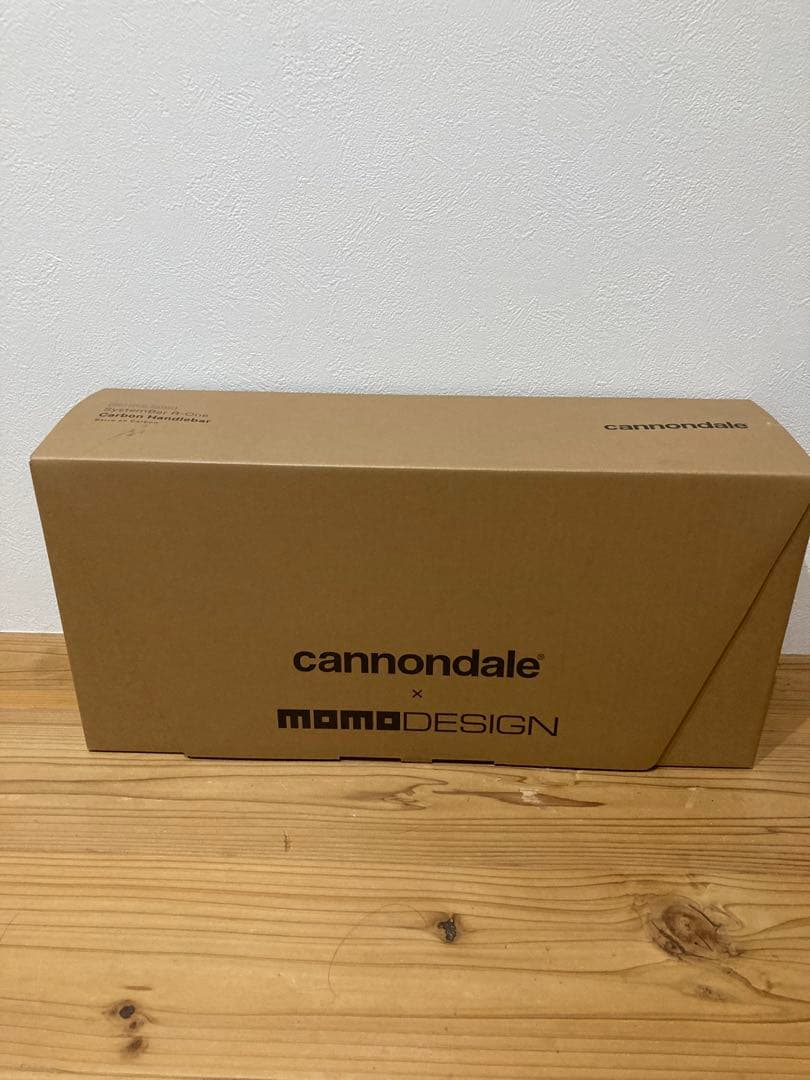 SystemBar R-One
Carbon Handlebar
cannondale
cannondale®
×
momoDESIGN